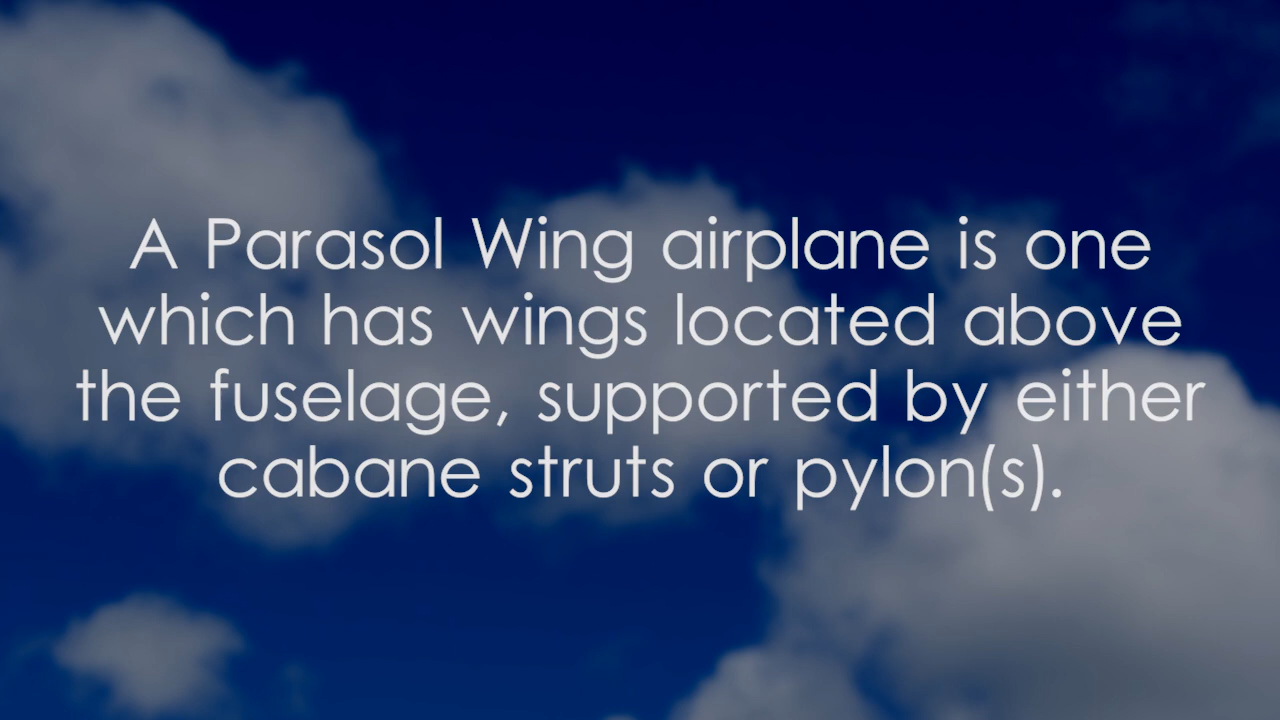 A Parasol Wing airplane is one
which has wings located above
the fuselage, supported by either
cabane struts or pylon(s).